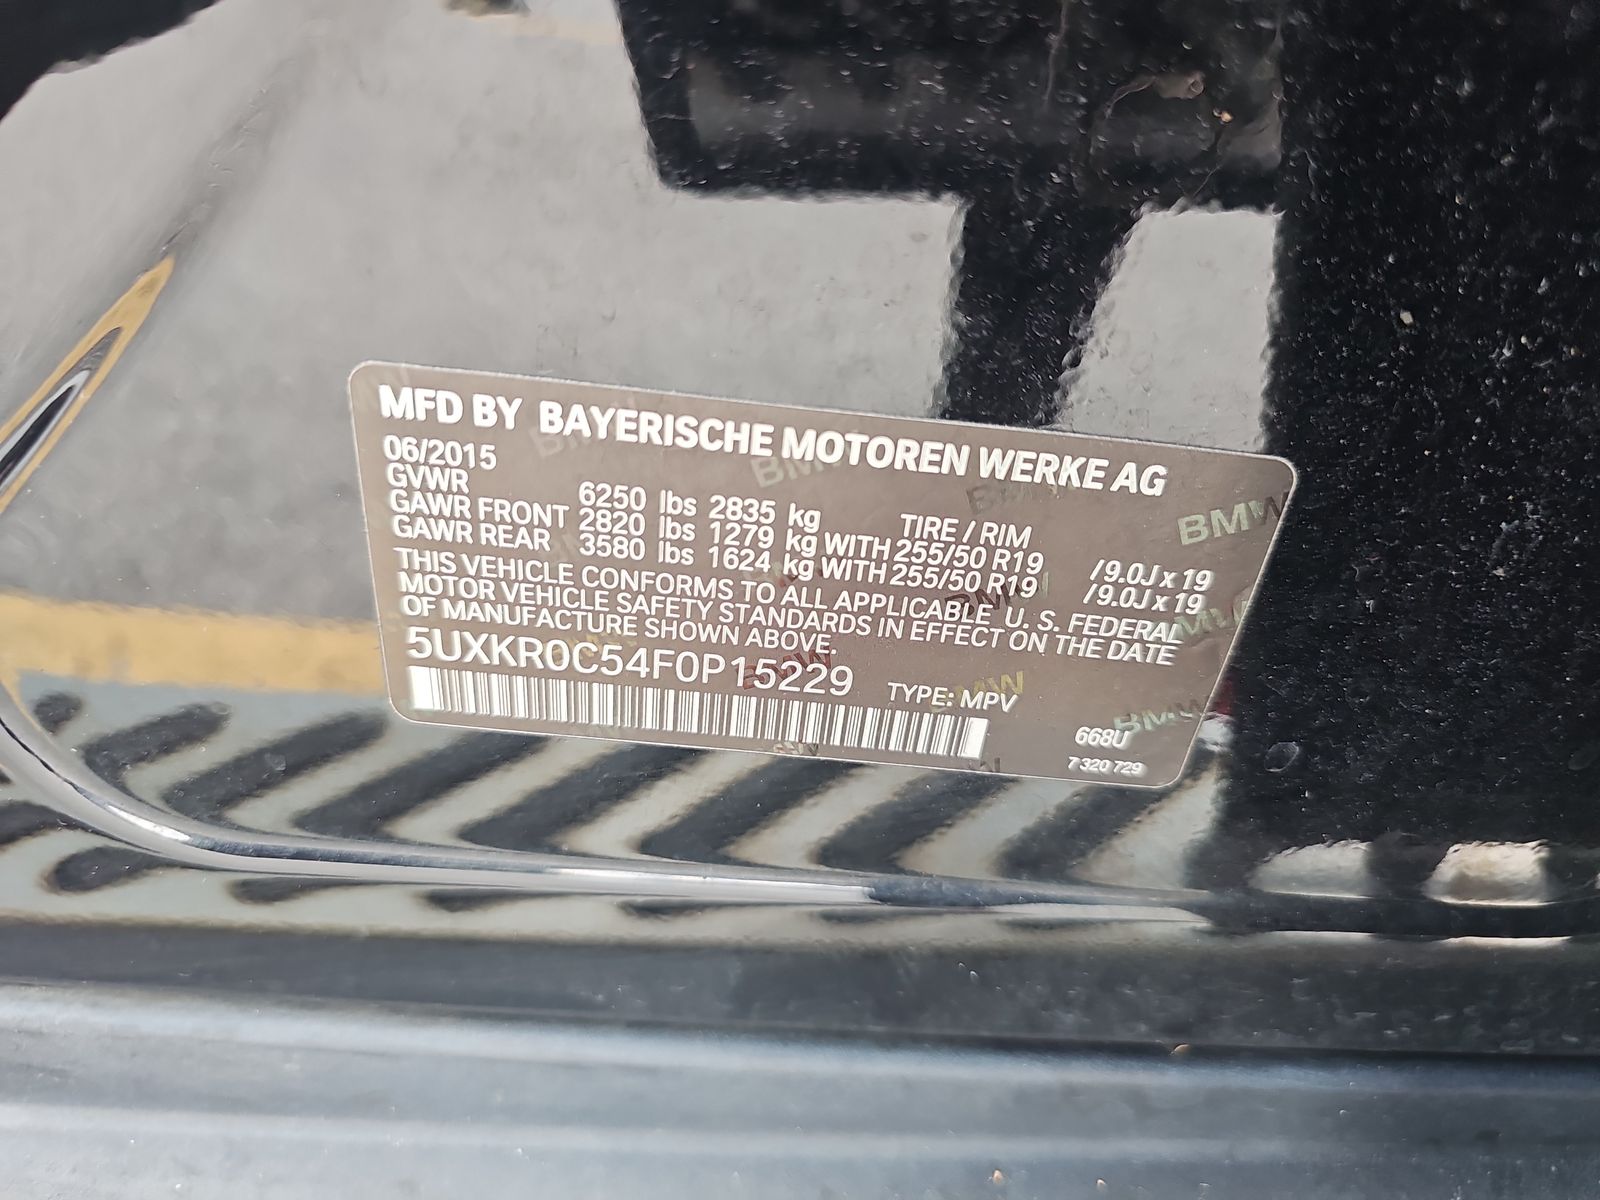 MFD BY BAYERISCHE MOTOREN WERKE AG
06/2015
GVWR 6250 lbs 2835 kg TIRE / RIM
GAWR FRONT 2820 lbs 1279 kg WITH 255/50 R19 / 9.0J x 19
GAWR REAR 3580 lbs 1624 kg WITH 255/50 R19 / 9.0J x 19
THIS VEHICLE CONFORMS TO ALL APPLICABLE U. S. FEDERAL
MOTOR VEHICLE SAFETY STANDARDS IN EFFECT ON THE DATE
OF MANUFACTURE SHOWN ABOVE.
5UXKR0C54F0P15229 TYPE: MPV
668U
7 320 729